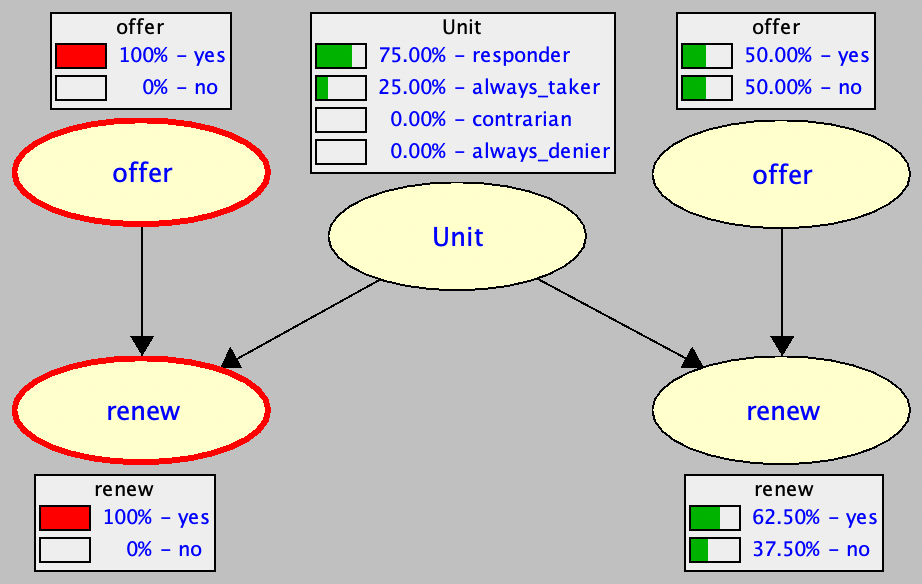 offer
100% – yes
0% – no
Unit
75.00% – responder
25.00% – always_taker
0.00% – contrarian
0.00% – always_denier
offer
50.00% – yes
50.00% – no
offer
Unit
offer
renew
renew
renew
100% – yes
0% – no
renew
62.50% – yes
37.50% – no